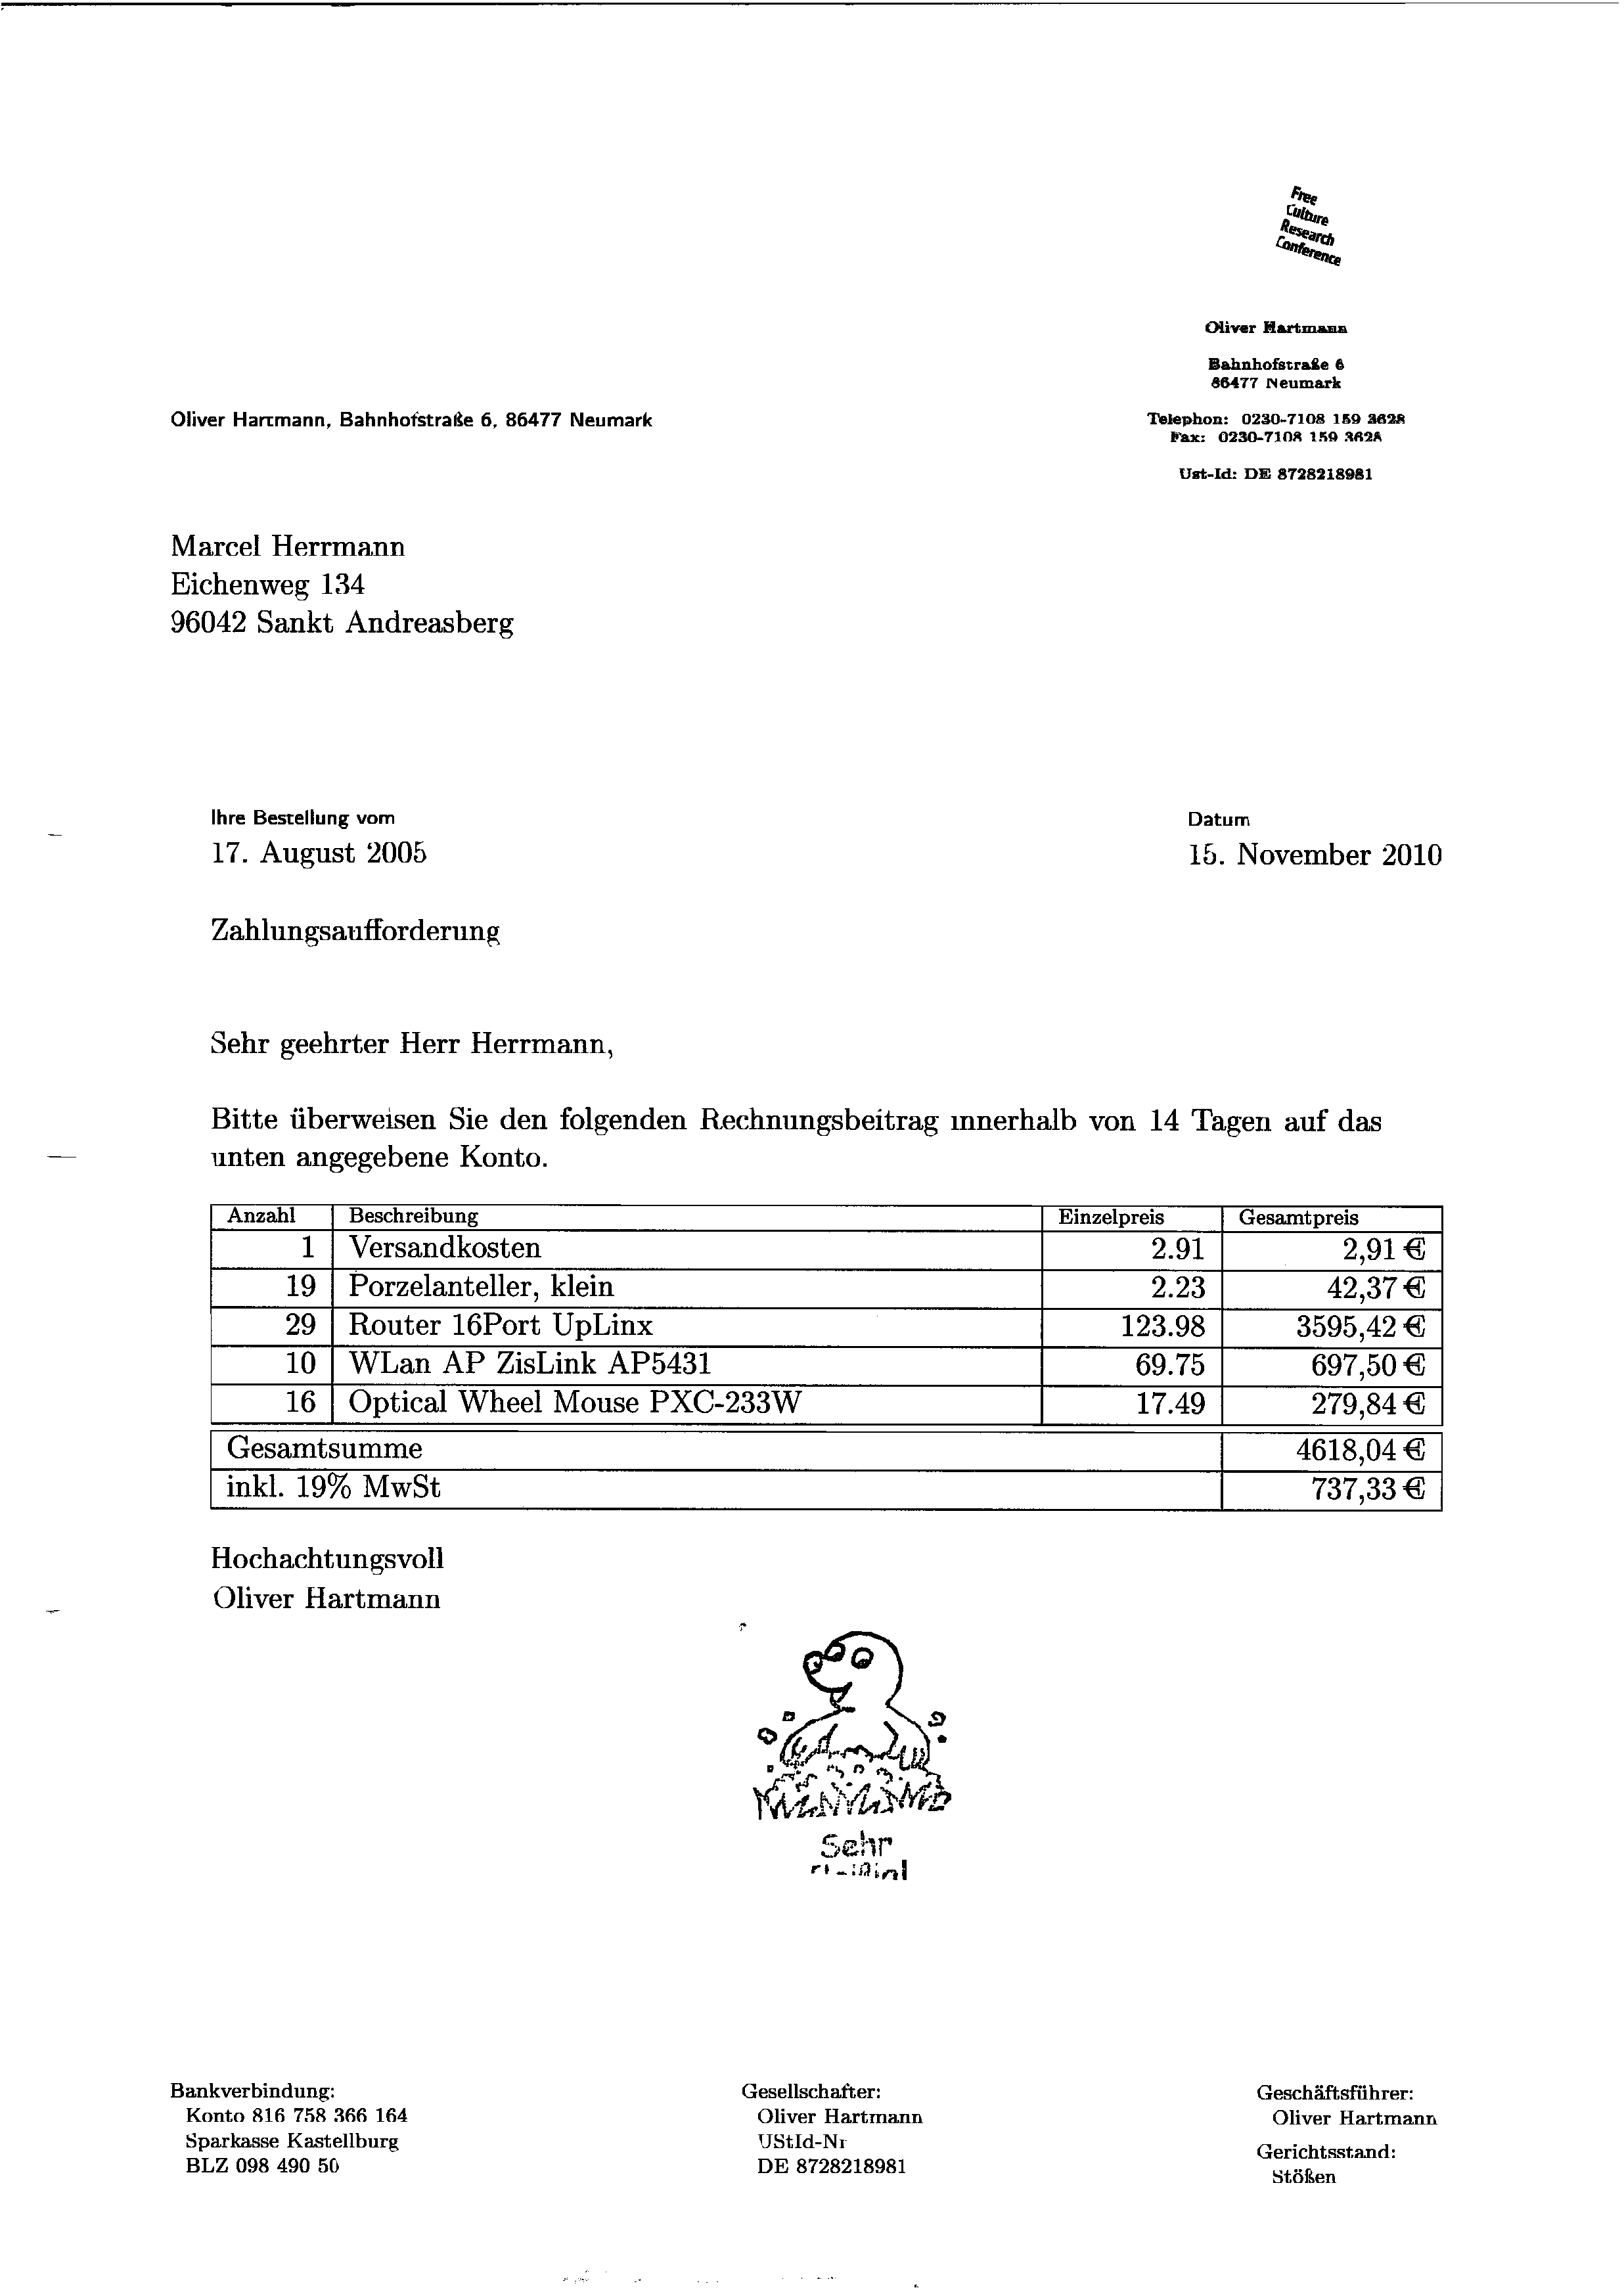 Free
Culture
Research
Conference
Oliver Hartmann
Bahnhofstraße 6
86477 Neumark
Oliver Hartmann, Bahnhofstraße 6, 86477 Neumark
Telephon: 0230-7108 159 3628
Fax: 0230-7108 159 3628
Ust-Id: DE 8728218981
Marcel Herrmann
Eichenweg 134
96042 Sankt Andreasberg
Ihre Bestellung vom
17. August 2005
Datum
15. November 2010
Zahlungsaufforderung
Sehr geehrter Herr Herrmann,
Bitte überweisen Sie den folgenden Rechnungsbeitrag innerhalb von 14 Tagen auf das
unten angegebene Konto.
Anzahl Beschreibung Einzelpreis Gesamtpreis
1 Versandkosten 2.91 2,91 €
19 Porzelanteller, klein 2.23 42,37 €
29 Router 16Port UpLinx 123.98 3595,42 €
10 WLan AP ZisLink AP5431 69.75 697,50 €
16 Optical Wheel Mouse PXC-233W 17.49 279,84 €
Gesamtsumme 4618,04 €
inkl. 19% MwSt 737,33 €
Hochachtungsvoll
Oliver Hartmann
Sehr
Bankverbindung:
Konto 816 758 366 164
Sparkasse Kastellburg
BLZ 098 490 50
Gesellschafter:
Oliver Hartmann
UStId-Nr
DE 8728218981
Geschäftsführer:
Oliver Hartmann
Gerichtsstand:
Stößen